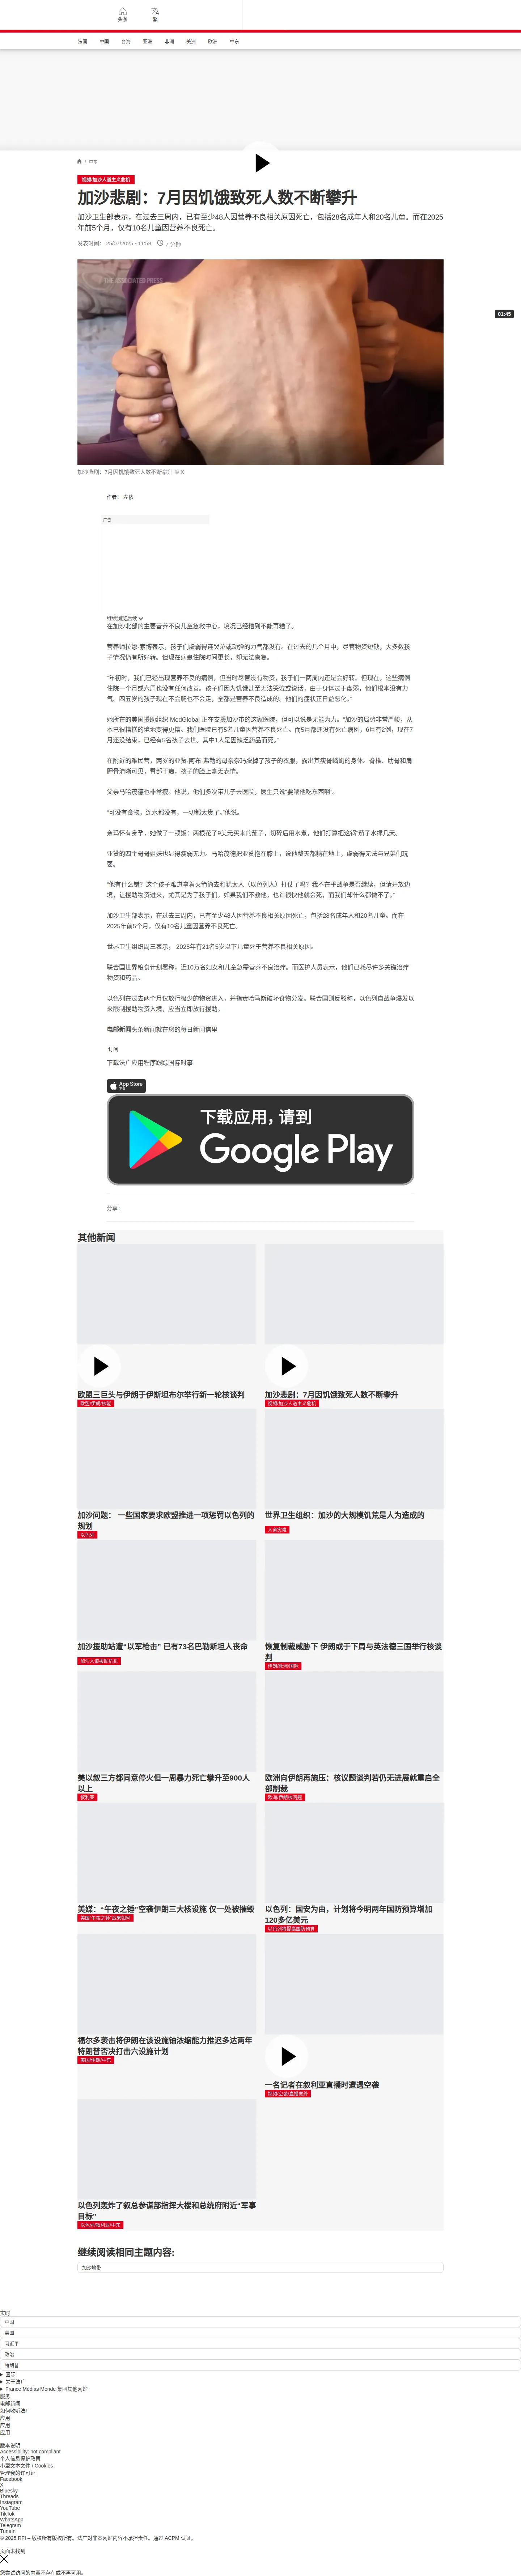 头条
繁
法国
中国
台海
亚洲
非洲
美洲
欧洲
中东
/ 中东
视频/加沙人道主义危机
加沙悲剧：7月因饥饿致死人数不断攀升
加沙卫生部表示，在过去三周内，已有至少48人因营养不良相关原因死亡，包括28名成年人和20名儿童。而在2025
年前5个月，仅有10名儿童因营养不良死亡。
发表时间： 25/07/2025 - 11:56
7 分钟
THE ASSOCIATED PRESS
01:45
加沙悲剧：7月因饥饿致死人数不断攀升 © X
作者： 左依
广告
继续浏览后续
在加沙北部的主要营养不良儿童急救中心，境况已经糟到不能再糟了。
营养师拉娜·索博表示，孩子们虚弱得连哭泣或动弹的力气都没有。在过去的几个月中，尽管物资短缺，大多数孩
子情况仍有所好转。但现在病患住院时间更长，却无法康复。
“年初时，我们已经出现营养不良的病例，但当时尽管没有物资，孩子们一两周内还是会好转。但现在，这些病例
住院一个月或六周也没有任何改善。孩子们因为饥饿甚至无法哭泣或说话，由于身体过于虚弱，他们根本没有力
气。四五岁的孩子现在不会爬也不会走，全都是营养不良造成的。他们的症状正日益恶化。”
她所在的美国援助组织 MedGlobal 正在支援加沙市的这家医院，但可以说是无能为力。“加沙的局势非常严峻，从
本已很糟糕的境地变得更糟。我们医院已有5名儿童因营养不良死亡。而5月都还没有死亡病例，6月有2例，现在7
月还没结束，已经有5名孩子去世。其中1人是因缺乏药品而死。”
在附近的难民营，两岁的亚赞·阿布·弗勒的母亲奈玛脱掉了孩子的衣服，露出其瘦骨嶙峋的身体。脊椎、肋骨和肩
胛骨清晰可见，臀部干瘪，孩子的脸上毫无表情。
父亲马哈茂德也非常瘦。他说，他们多次带儿子去医院，医生只说“要喂他吃东西啊”。
“可没有食物，连水都没有，一切都太贵了。”他说。
奈玛怀有身孕，她做了一顿饭：两根花了9美元买来的茄子，切碎后用水煮，他们打算把这锅“茄子水撑几天。
亚赞的四个哥哥姐妹也显得瘦弱无力。马哈茂德把亚赞抱在膝上，说他整天都躺在地上，虚弱得无法与兄弟们玩
耍。
“他有什么错？这个孩子难道拿着火箭筒去和犹太人（以色列人）打仗了吗？我不在乎战争是否继续，但请开放边
境，让援助物资进来，尤其是为了孩子们。如果我们不救他，也许很快他就会死，而我们却什么都做不了。”
加沙卫生部表示，在过去三周内，已有至少48人因营养不良相关原因死亡，包括28名成年人和20名儿童。而在
2025年前5个月，仅有10名儿童因营养不良死亡。
世界卫生组织周三表示， 2025年有21名5岁以下儿童死于营养不良相关原因。
联合国世界粮食计划署称，近10万名妇女和儿童急需营养不良治疗。而医护人员表示，他们已耗尽许多关键治疗
物资和药品。
以色列在过去两个月仅放行极少的物资进入，并指责哈马斯破坏食物分发。联合国则反驳称，以色列自战争爆发以
来限制援助物资入境，应当立即放行援助。
电邮新闻头条新闻就在您的每日新闻信里
订阅
下载法广应用程序跟踪国际时事
App Store
下载
下载应用，请到
Google Play
分享 :
其他新闻
欧盟三巨头与伊朗于伊斯坦布尔举行新一轮核谈判
欧盟/伊朗/核能
加沙悲剧：7月因饥饿致死人数不断攀升
视频/加沙人道主义危机
加沙问题： 一些国家要求欧盟推进一项惩罚以色列的
规划
以色列
世界卫生组织：加沙的大规模饥荒是人为造成的
人道灾难
加沙援助站遭"以军枪击" 已有73名巴勒斯坦人丧命
加沙人道援助危机
恢复制裁威胁下 伊朗或于下周与英法德三国举行核谈
判
伊朗/欧洲/国际
美以叙三方都同意停火但一周暴力死亡攀升至900人
以上
叙利亚
欧洲向伊朗再施压：核议题谈判若仍无进展就重启全
部制裁
欧洲/伊朗核问题
美媒：“午夜之锤”空袭伊朗三大核设施 仅一处被摧毁
美国“午夜之锤”战果如何
以色列：国安为由，计划将今明两年国防预算增加
120多亿美元
以色列将提高国防预算
福尔多袭击将伊朗在该设施铀浓缩能力推迟多达两年
特朗普否决打击六设施计划
美国/伊朗/中东
一名记者在叙利亚直播时遭遇空袭
视频/空袭/直播意外
以色列轰炸了叙总参谋部指挥大楼和总统府附近“军事
目标”
以色列/叙利亚/中东
继续阅读相同主题内容:
加沙地带
实时
中国
美国
习近平
政治
特朗普
国际
关于法广
France Médias Monde 集团其他网站
服务
电邮新闻
如何收听法广
应用
应用
应用
版本说明
Accessibility: not compliant
个人信息保护政策
小型文本文件 / Cookies
管理我的许可证
Facebook
X
Bluesky
Threads
Instagram
YouTube
TikTok
WhatsApp
Telegram
TuneIn
© 2025 RFI – 版权所有版权所有。法广对非本网站内容不承担责任。通过 ACPM 认证。
页面未找到
您尝试访问的内容不存在或不再可用。